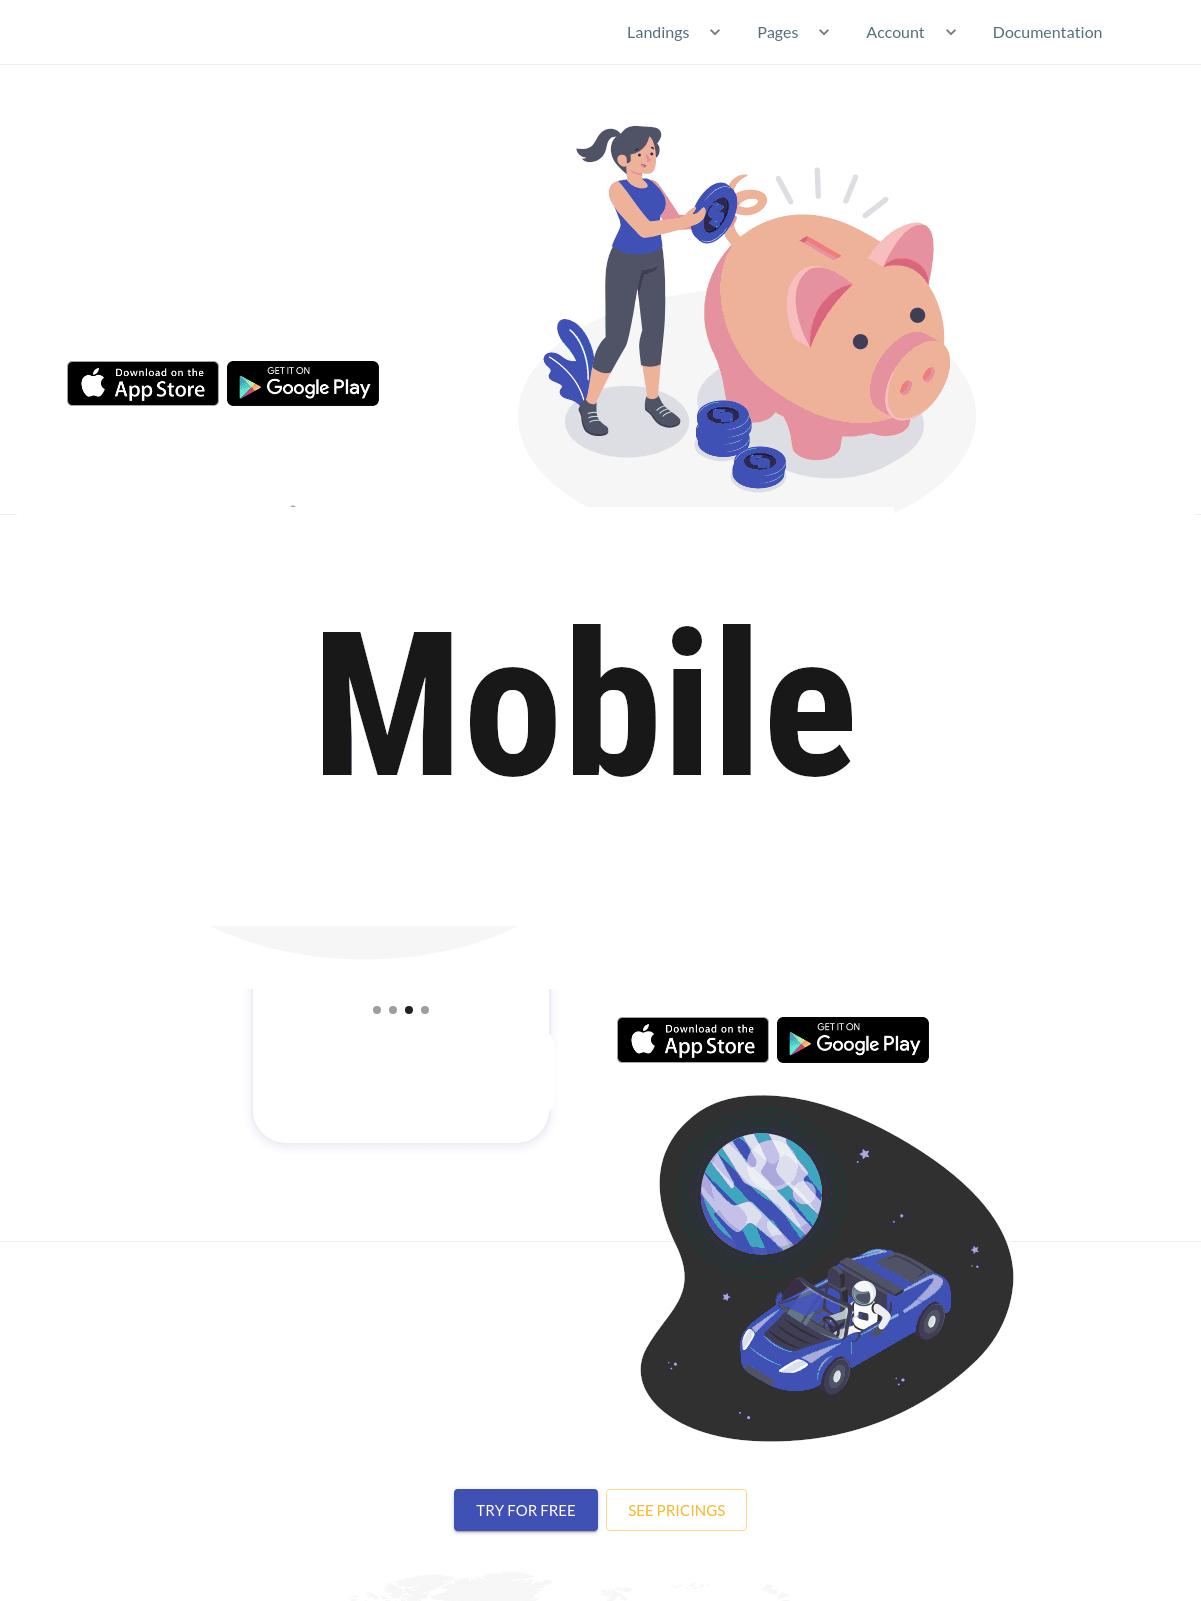 Landings Pages Account Documentation
Download on the App Store
GET IT ON Google Play
Mobile
Download on the App Store
GET IT ON Google Play
TRY FOR FREE SEE PRICINGS